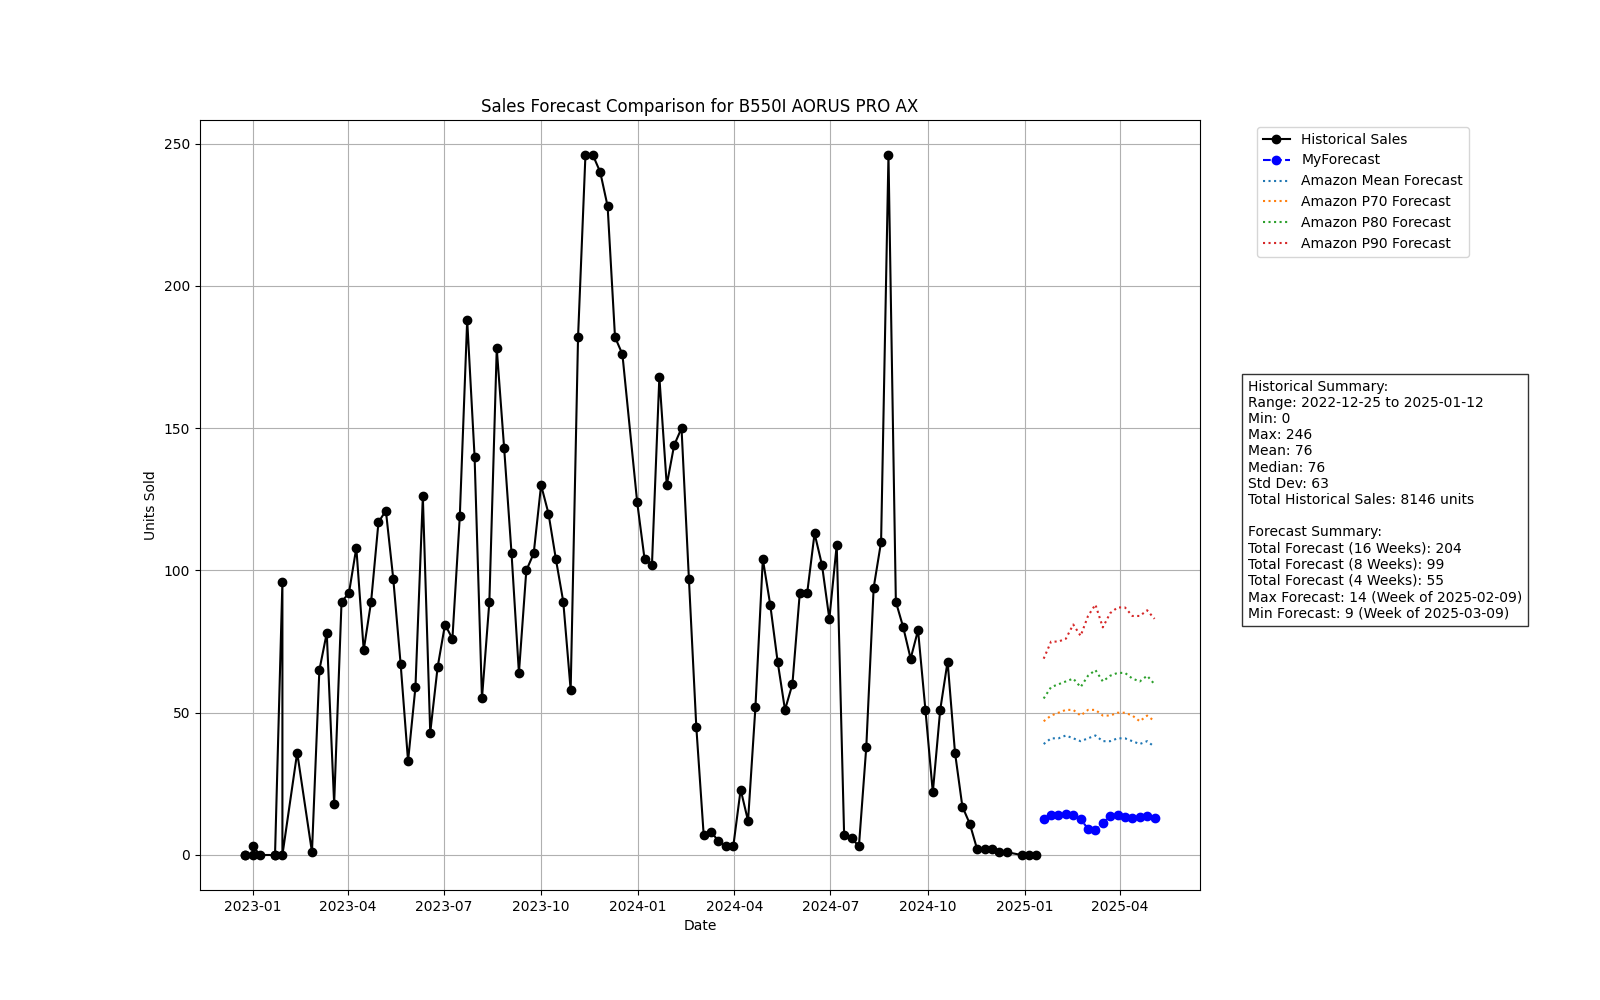 Sales Forecast Comparison for B550I AORUS PRO AX
Units Sold
250
200
150
100
50
0
2023-01
2023-04
2023-07
2023-10
2024-01
2024-04
2024-07
2024-10
2025-01
2025-04
Date
Historical Sales
MyForecast
Amazon Mean Forecast
Amazon P70 Forecast
Amazon P80 Forecast
Amazon P90 Forecast
Historical Summary:
Range: 2022-12-25 to 2025-01-12
Min: 0
Max: 246
Mean: 76
Median: 76
Std Dev: 63
Total Historical Sales: 8146 units
Forecast Summary:
Total Forecast (16 Weeks): 204
Total Forecast (8 Weeks): 99
Total Forecast (4 Weeks): 55
Max Forecast: 14 (Week of 2025-02-09)
Min Forecast: 9 (Week of 2025-03-09)